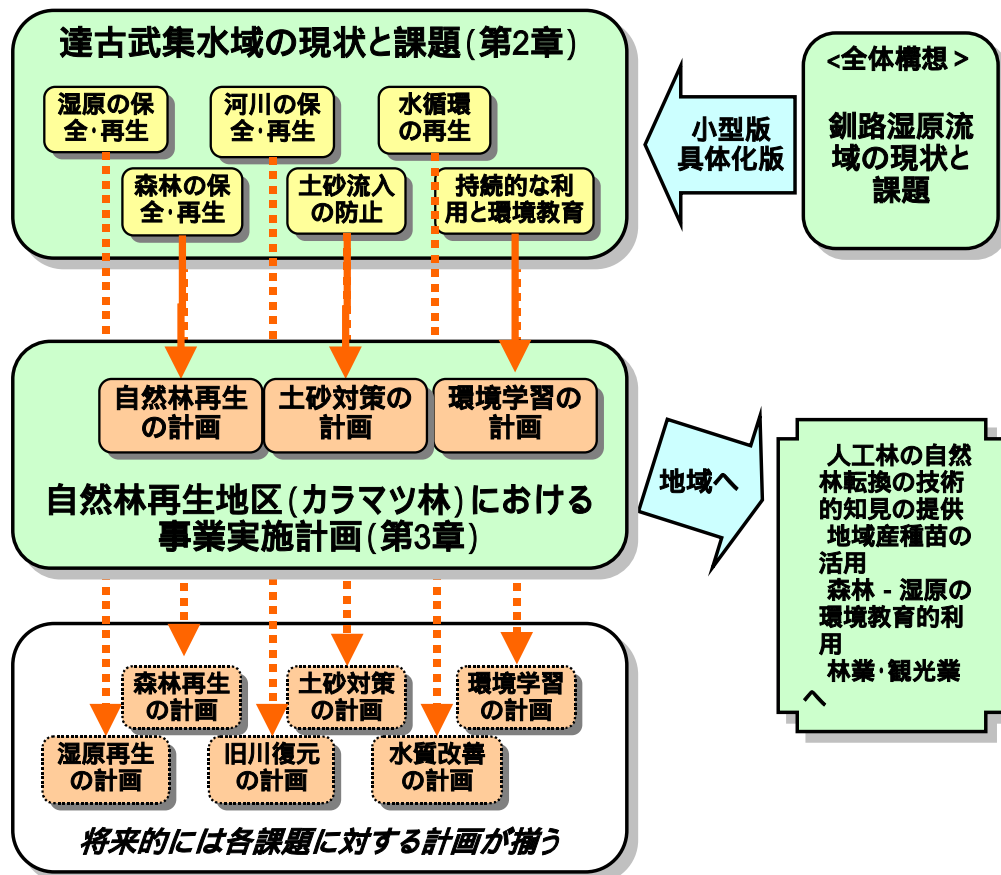 達古武集水域の現状と課題(第2章)
湿原の保
全･再生
河川の保
全･再生
水循環
の再生
森林の保
全･再生
土砂流入
の防止
持続的な利
用と環境教育
小型版
具体化版
<全体構想>
釧路湿原流
域の現状と
課題
自然林再生
の計画
土砂対策の
計画
環境学習の
計画
自然林再生地区(カラマツ林)における
事業実施計画(第3章)
地域へ
人工林の自然
林転換の技術
的知見の提供
地域産種苗の
活用
森林 - 湿原の
環境教育的利
用
林業･観光業
へ
森林再生
の計画
土砂対策
の計画
環境学習
の計画
湿原再生
の計画
旧川復元
の計画
水質改善
の計画
将来的には各課題に対する計画が揃う